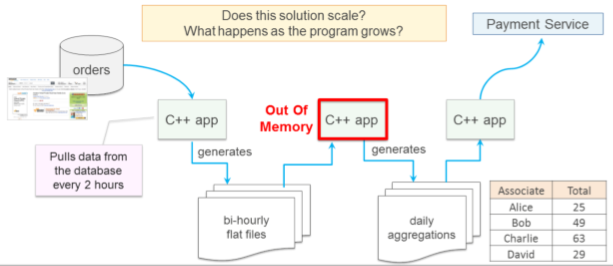 Does this solution scale?
What happens as the program grows?
Payment Service
orders
Out Of
Memory
C++ app
C++ app
C++ app
generates
generates
Pulls data from
the database
every 2 hours
bi-hourly
flat files
daily
aggregations
Associate Total
Alice 25
Bob 49
Charlie 63
David 29